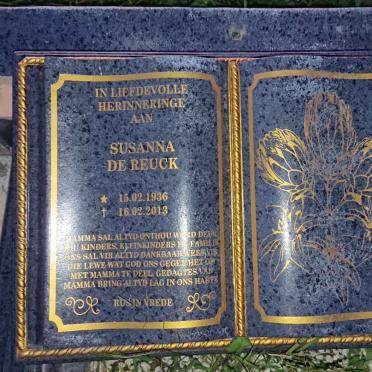 IN LIEFDEVOLLE
HERINNERINGE
AAN
SUSANNA
DE REUCK
★ 15.02.1936
† 16.02.2013
MAMMA SAL ALTYD ONTHOU WORD DEUR
KINDERS, KLEINKINDERS EN FAMILIE
ONS SAL VIR ALTYD DANKBAAR WEES VIR
DIE LEWE WAT GOD ONS GEGEE HET OM
MET MAMMA TE DEEL. GEDAGTES VAN
MAMMA BRING ALTYD LAG IN ONS HARTE
RUS IN VREDE